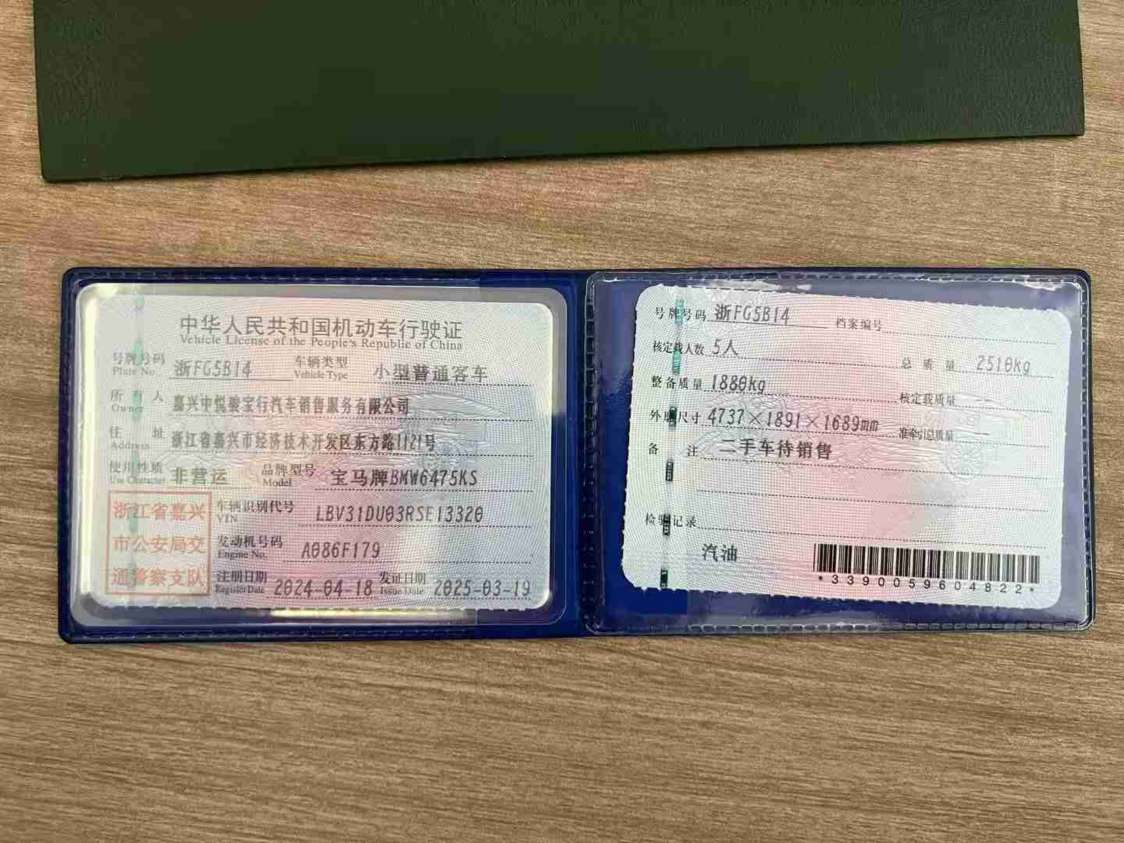 中华人民共和国机动车行驶证
Vehicle License of the People's Republic of China
号牌号码 浙FG5B14 车辆类型 小型普通客车
Plate No. Vehicle Type
所有人 嘉兴中悦骏宝行汽车销售服务有限公司
Owner
住址 浙江省嘉兴市经济技术开发区东方路1121号
Address
使用性质 非营运 品牌型号 宝马牌BMW6475KS
Use Character Model
浙江省嘉兴
市公安局交
通警察支队
车辆识别代号 LBV31DU03RSE13320
VIN
发动机号码 A086F179
Engine No.
注册日期 2024-04-18 发证日期 2025-03-19
Register Date Issue Date
号牌号码 浙FG5B14 档案编号
核定载人数 5人 总质量 2510kg
整备质量 1880kg 核定载质量 --
外廓尺寸 4737×1891×1689mm 准牵引总质量 --
备注 二手车待销售
检验记录
汽油
*3390059604822*